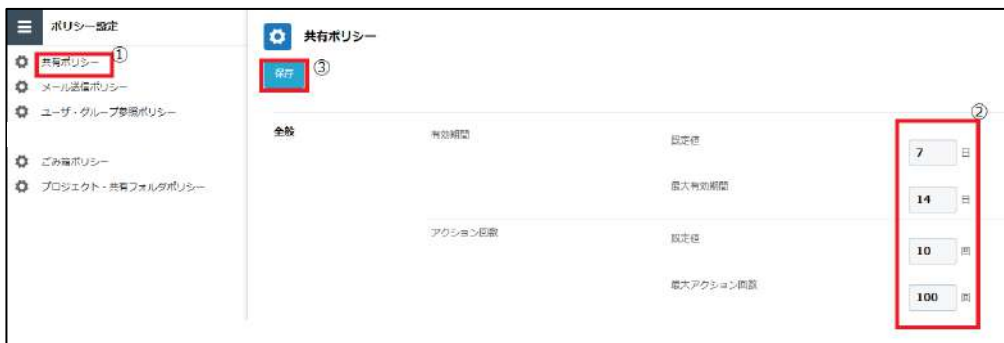 ポリシー設定
共有ポリシー
①
メール送信ポリシー
ユーザ・グループ参照ポリシー
ごみ箱ポリシー
プロジェクト・共有フォルダポリシー
共有ポリシー
保存
③
②
全般
有効期間
設定値
7 日
最大有効期間
14 日
アクション回数
設定値
10 回
最大アクション回数
100 回